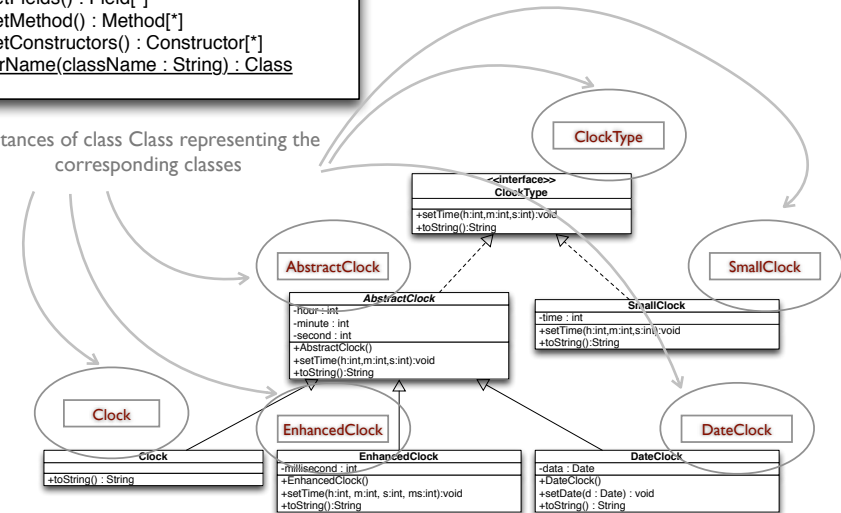 etMethod() : Method[*]
etConstructors() : Constructor[*]
rName(className : String) : Class
tances of class Class representing the
corresponding classes
ClockType
<<interface>>
ClockType
+setTime(h:int,m:int,s:int):void
+toString():String
AbstractClock
SmallClock
AbstractClock
-hour : int
-minute : int
-second : int
+AbstractClock()
+setTime(h:int,m:int,s:int):void
+toString():String
SmallClock
-time : int
+setTime(h:int,m:int,s:int):void
+toString():String
Clock
EnhancedClock
DateClock
Clock
+toString() : String
EnhancedClock
-millisecond : int
+EnhancedClock()
+setTime(h:int, m:int, s:int, ms:int):void
+toString():String
DateClock
-data : Date
+DateClock()
+setDate(d : Date) : void
+toString() : String